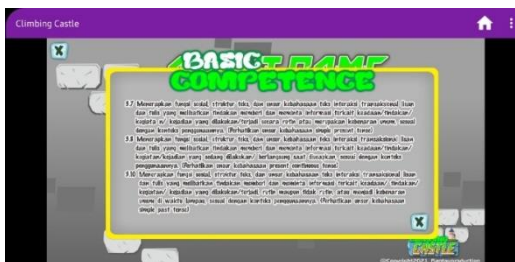 Climbing Castle
BASIC
COMPETENCE
3.7 Menerapkan fungsi sosial, struktur teks, dan unsur kebahasaan teks interaksi transaksional lisan
dan tulis yang melibatkan tindakan memberi dan meminta informasi terkait keadaan/tindakan/
kegiatan/ kejadian yang dilakukan/terjadi secara rutin atau merupakan kebenaran umum, sesuai
dengan konteks penggunaannya. (Perhatikan unsur kebahasaan simple present tense)
3.8 Menerapkan fungsi sosial, struktur teks, dan unsur kebahasaan teks interaksi transaksional lisan
dan tulis yang melibatkan tindakan memberi dan meminta informasi terkait keadaan/tindakan/
kegiatan/kejadian yang sedang dilakukan/ berlangsung saat diucapkan, sesuai dengan konteks
penggunaannya. (Perhatikan unsur kebahasaan present continuous tense)
3.10 Menerapkan fungsi sosial, struktur teks, dan unsur kebahasaan teks interaksi transaksional lisan
dan tulis yang melibatkan tindakan memberi dan meminta informasi terkait keadaan/ tindakan/
kegiatan/ kejadian yang dilakukan/terjadi, rutin maupun tidak rutin, atau menjadi kebenaran
umum di waktu lampau, sesuai dengan konteks penggunaannya. (Perhatikan unsur kebahasaan
simple past tense)
X
X
CASTLE